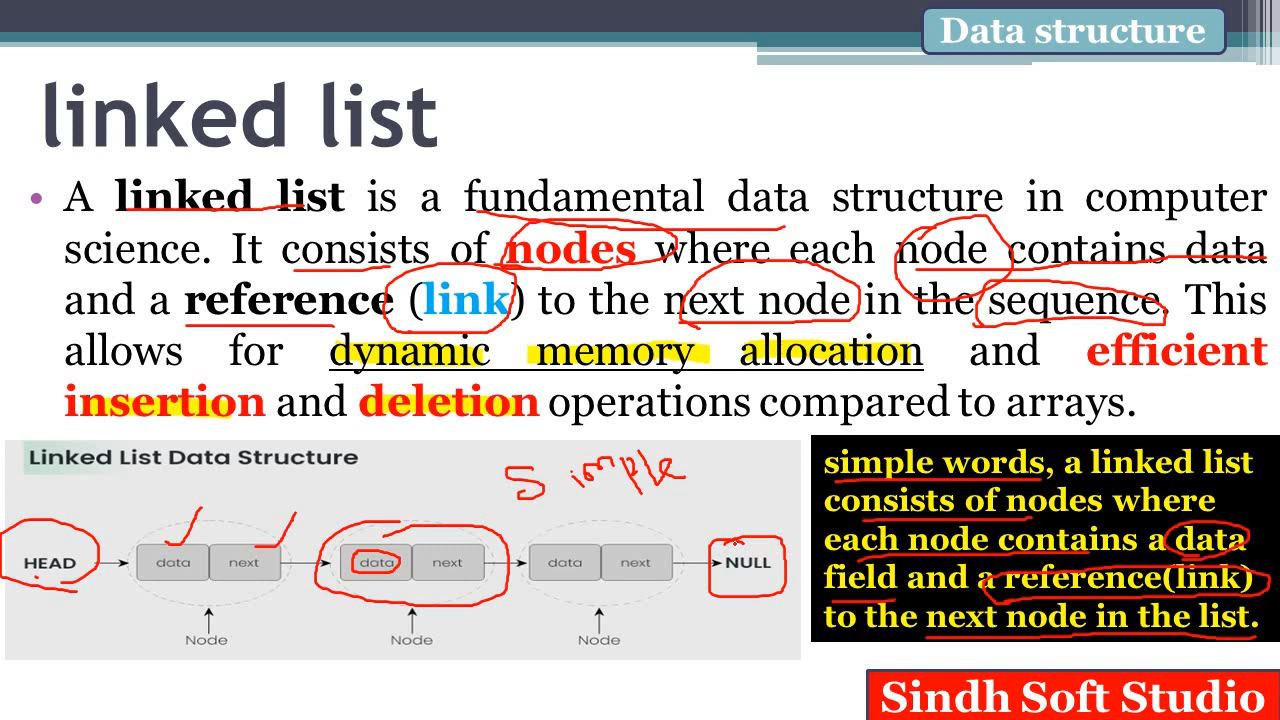 Data structure
linked list
• A linked list is a fundamental data structure in computer
science. It consists of nodes where each node contains data
and a reference (link) to the next node in the sequence. This
allows for dynamic memory allocation and efficient
insertion and deletion operations compared to arrays.
Linked List Data Structure
simple
HEAD data next data next data next NULL
Node Node Node
simple words, a linked list
consists of nodes where
each node contains a data
field and a reference(link)
to the next node in the list.
Sindh Soft Studio